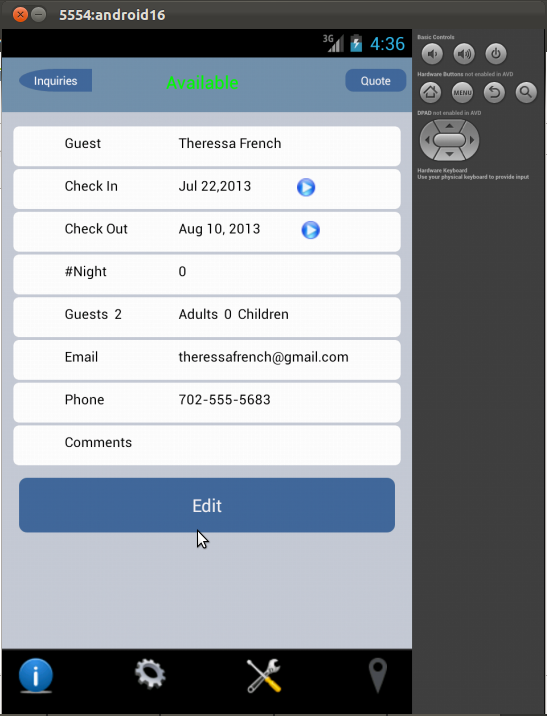 5554:android16
3G 4:36
Inquiries Available Quote
Guest Theressa French
Check In Jul 22,2013
Check Out Aug 10, 2013
#Night 0
Guests 2 Adults 0 Children
Email theressafrench@gmail.com
Phone 702-555-5683
Comments
Edit
Basic Controls
Hardware Buttons not enabled in AVD
MENU
DPAD not enabled in AVD
Hardware Keyboard
Use your physical keyboard to provide input